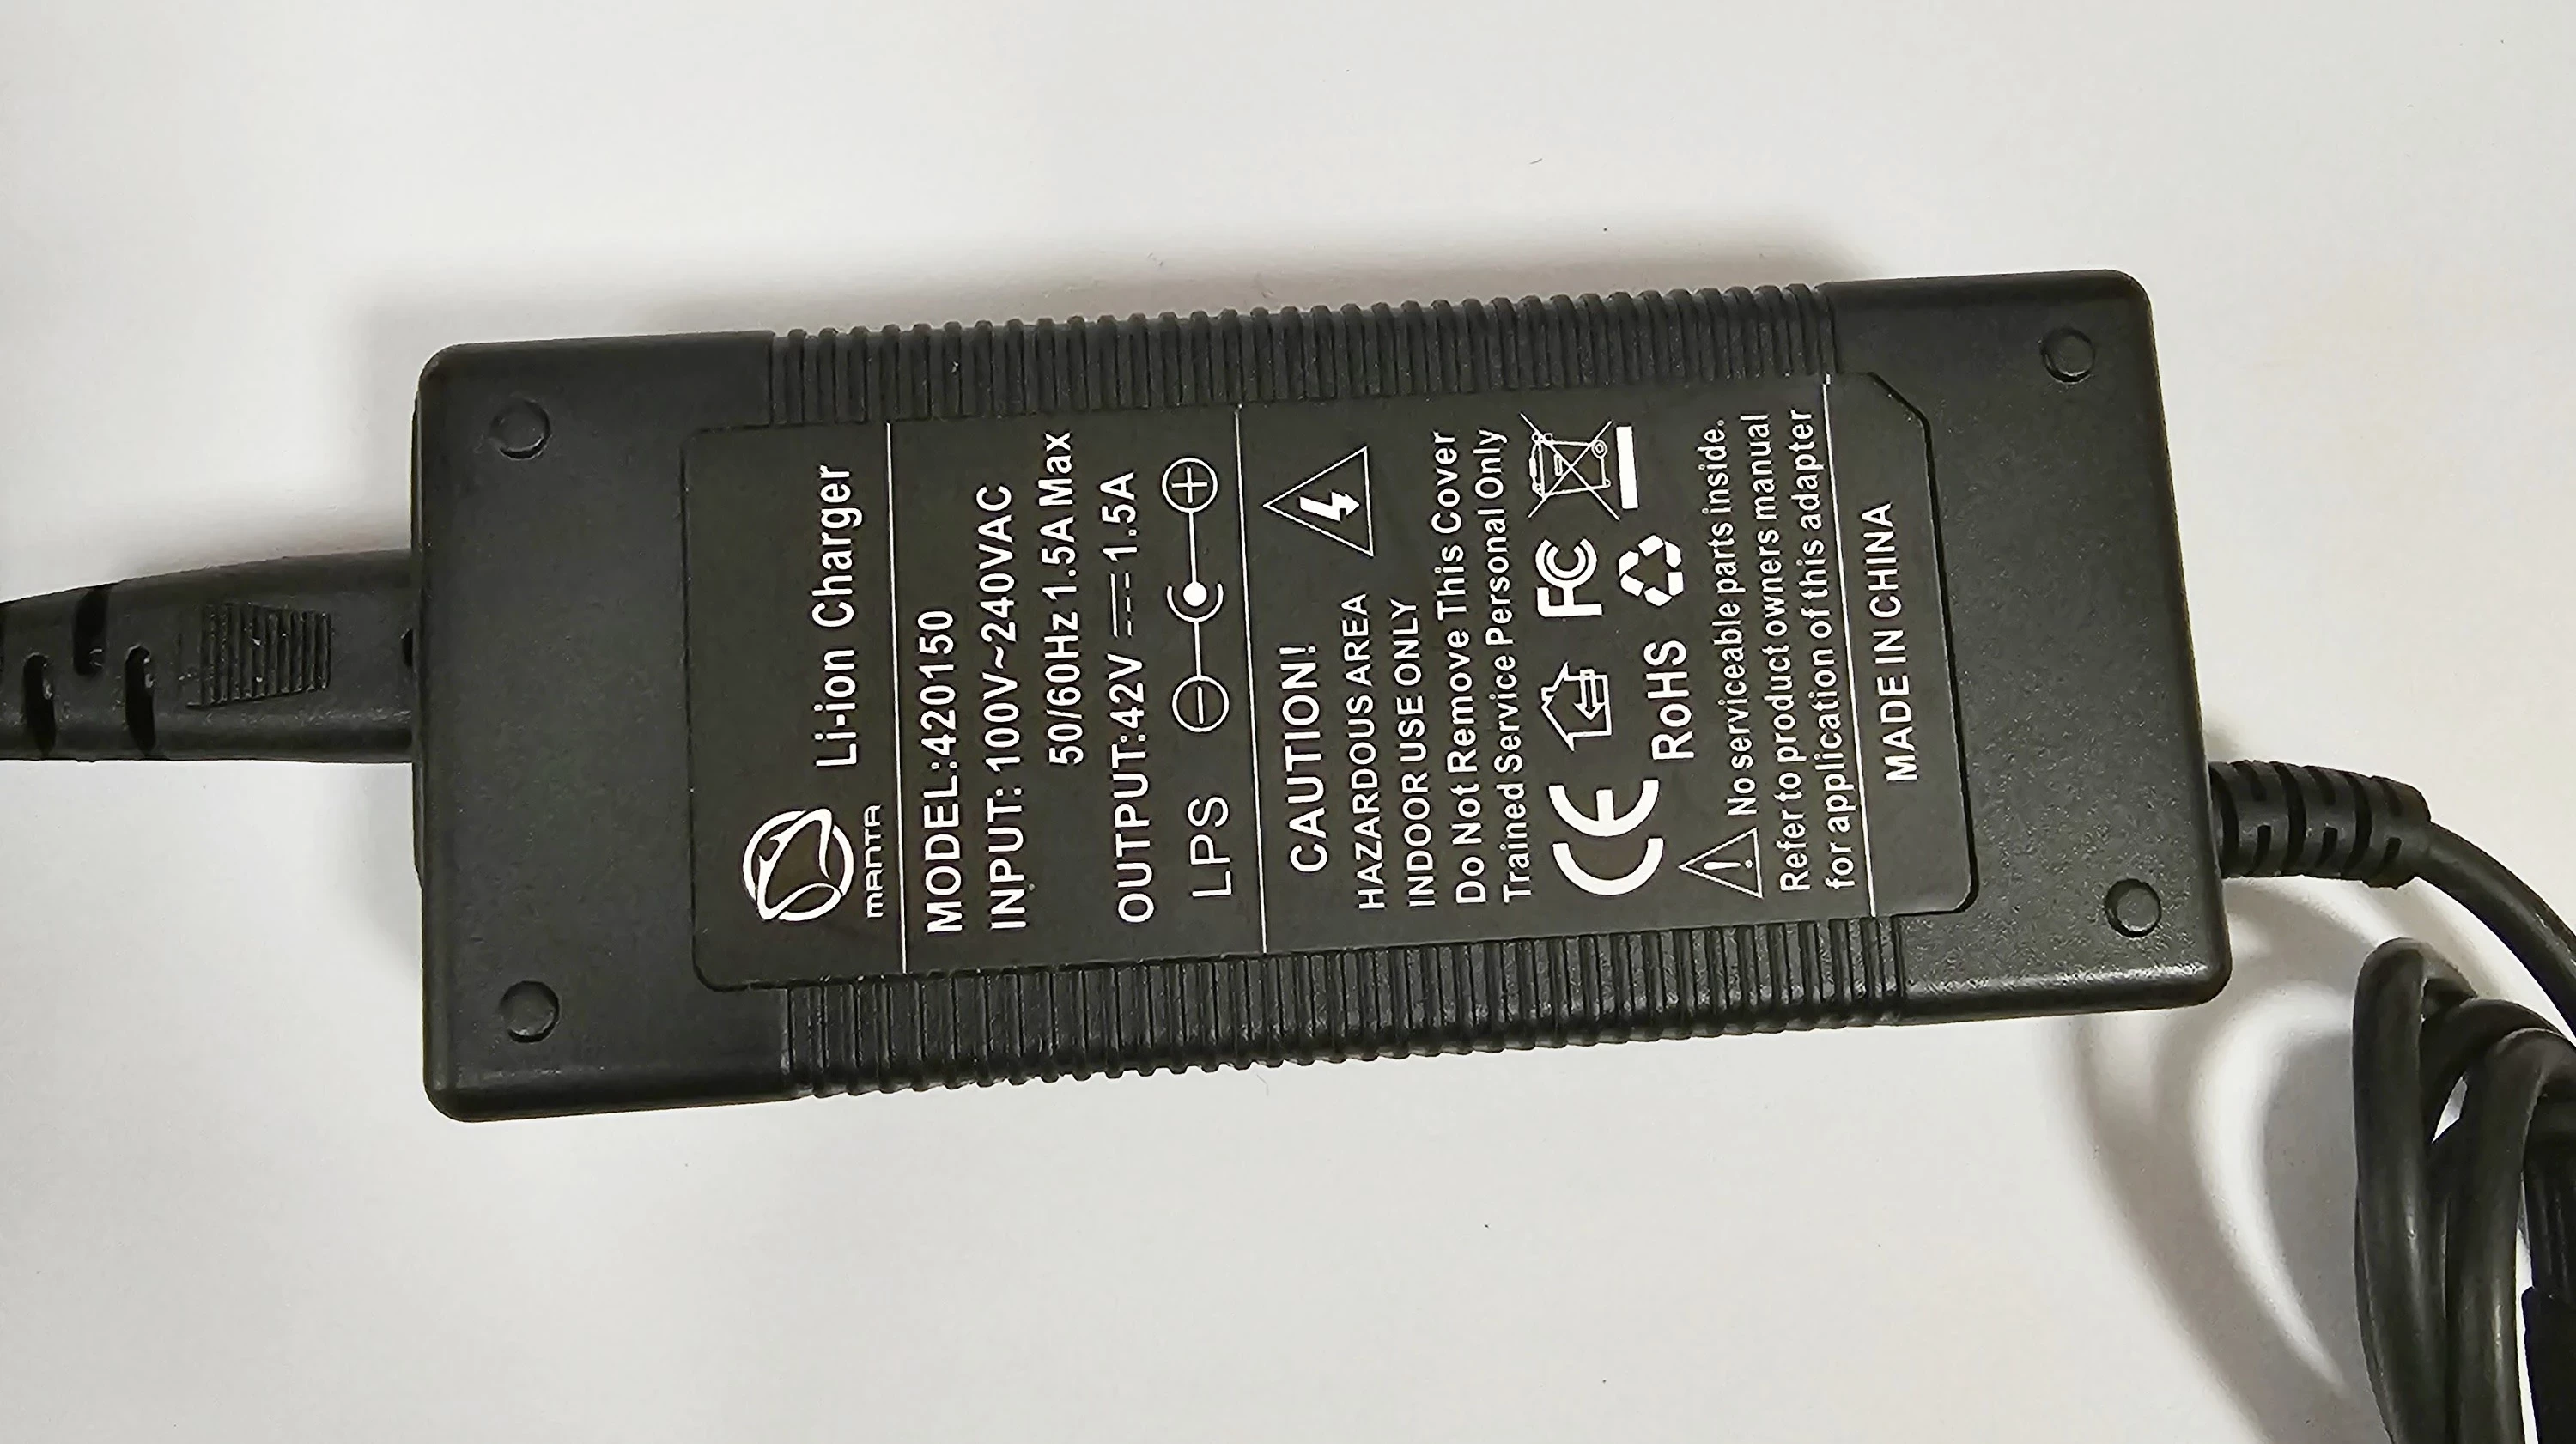 MANTA
Li-ion Charger
MODEL:420150
INPUT: 100V~240VAC
50/60Hz 1.5A Max
OUTPUT:42V ⎓ 1.5A
LPS
CAUTION!
HAZARDOUS AREA
INDOOR USE ONLY
Do Not Remove This Cover
Trained Service Personal Only
CE FC
RoHS
No serviceable parts inside.
Refer to product owners manual
for application of this adapter
MADE IN CHINA